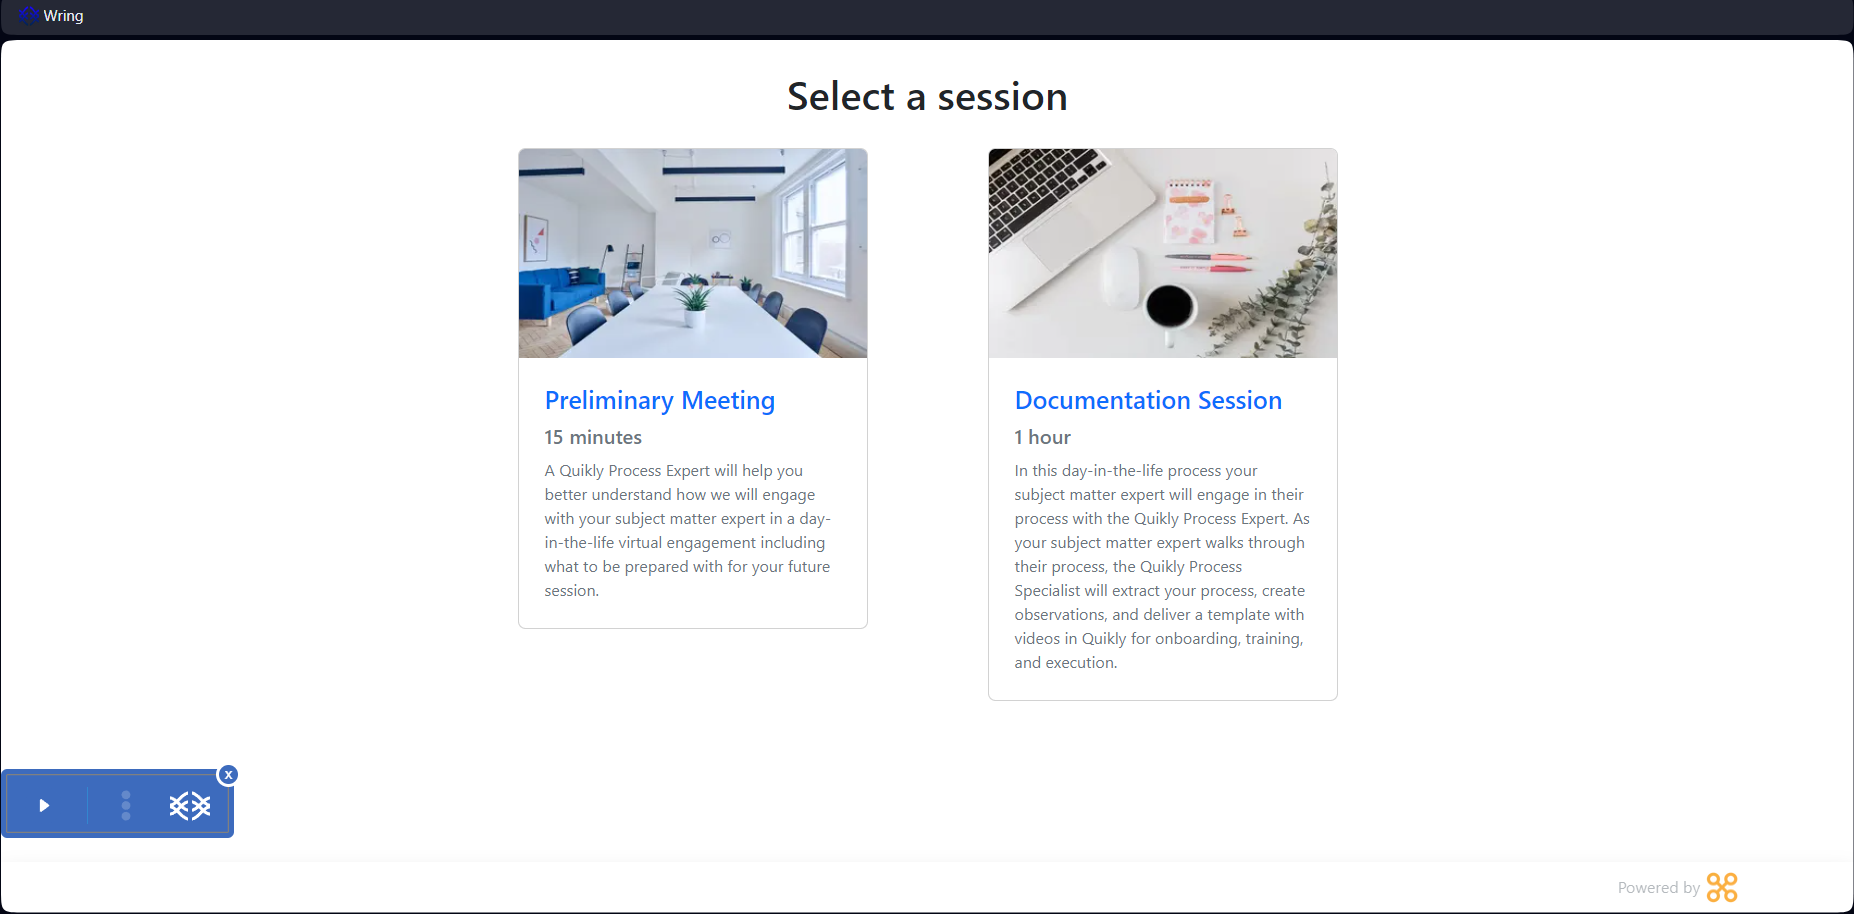 Wring
Select a session
Preliminary Meeting
15 minutes
A Quikly Process Expert will help you
better understand how we will engage
with your subject matter expert in a day-
in-the-life virtual engagement including
what to be prepared with for your future
session.
Documentation Session
1 hour
In this day-in-the-life process your
subject matter expert will engage in their
process with the Quikly Process Expert. As
your subject matter expert walks through
their process, the Quikly Process
Specialist will extract your process, create
observations, and deliver a template with
videos in Quikly for onboarding, training,
and execution.
x
Powered by